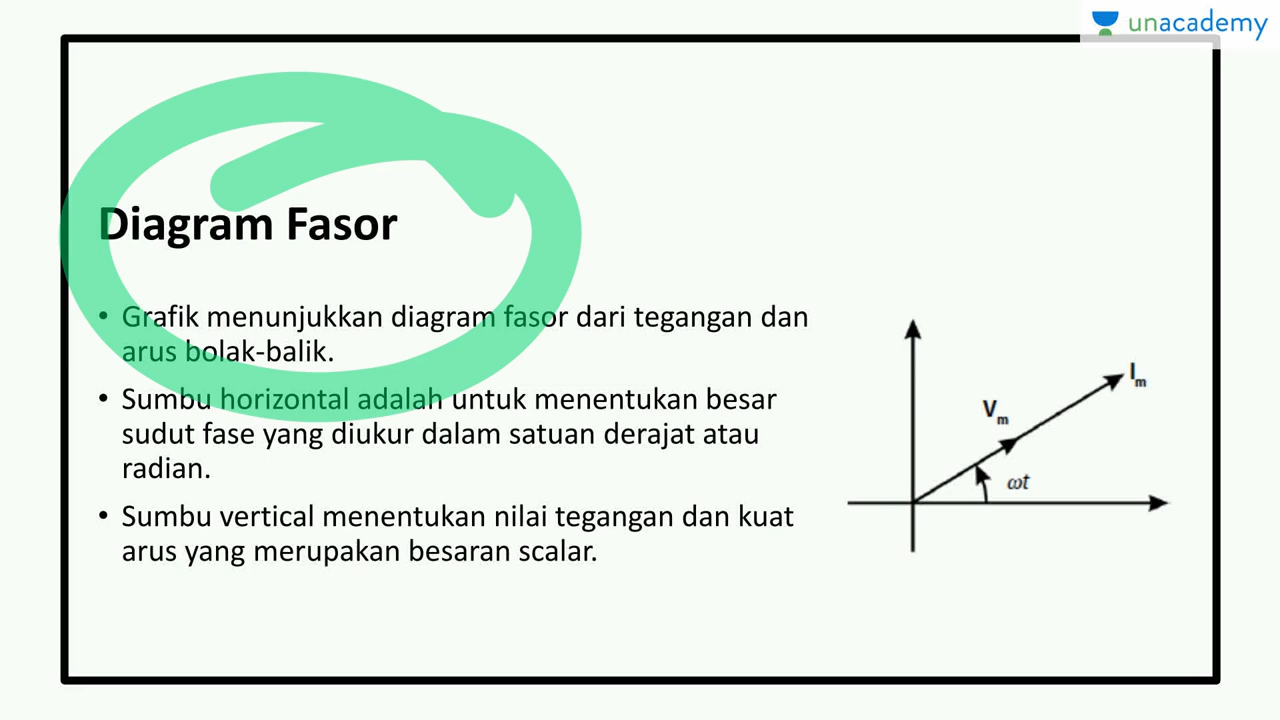 unacademy
Diagram Fasor
• Grafik menunjukkan diagram fasor dari tegangan dan
arus bolak-balik.
• Sumbu horizontal adalah untuk menentukan besar
sudut fase yang diukur dalam satuan derajat atau
radian.
• Sumbu vertical menentukan nilai tegangan dan kuat
arus yang merupakan besaran scalar.
Im
Vm
ωt